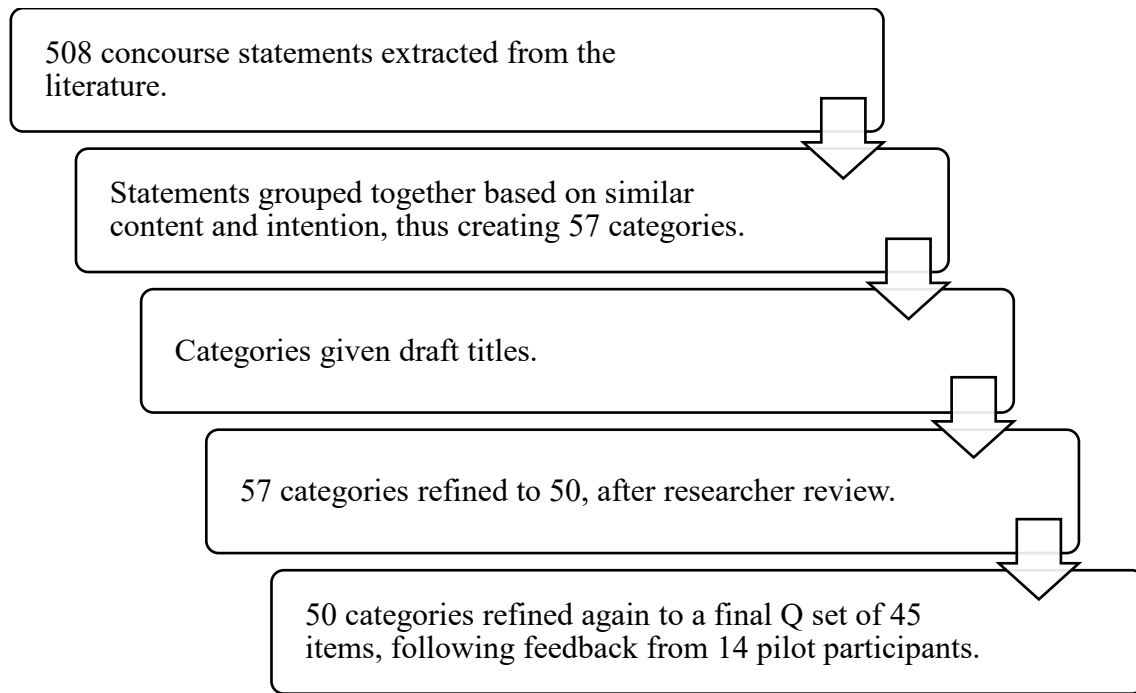 508 concourse statements extracted from the
literature.
Statements grouped together based on similar
content and intention, thus creating 57 categories.
Categories given draft titles.
57 categories refined to 50, after researcher review.
50 categories refined again to a final Q set of 45
items, following feedback from 14 pilot participants.